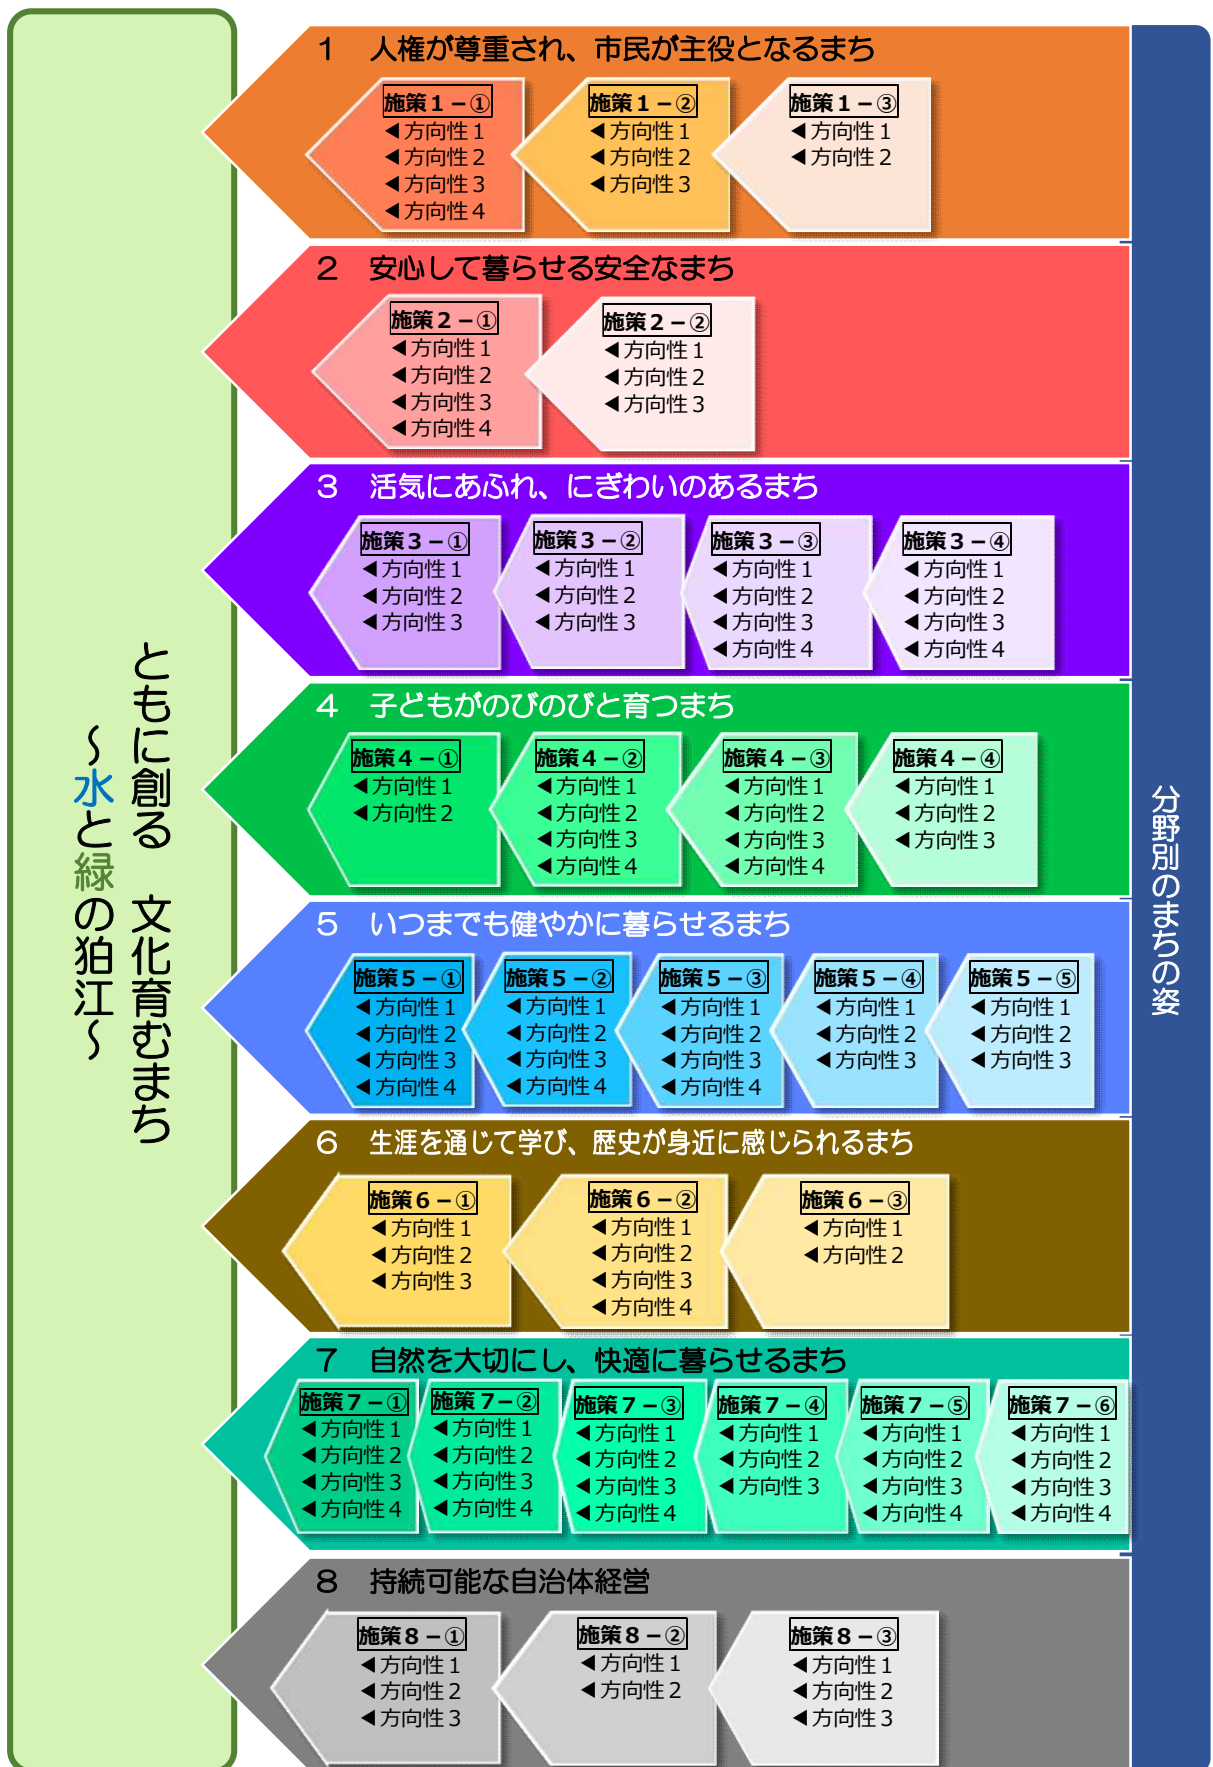 ともに創る　文化育むまち
～水と緑の狛江～
１　人権が尊重され、市民が主役となるまち
施策１－①
◀方向性１
◀方向性２
◀方向性３
◀方向性４
施策１－②
◀方向性１
◀方向性２
◀方向性３
施策１－③
◀方向性１
◀方向性２
２　安心して暮らせる安全なまち
施策２－①
◀方向性１
◀方向性２
◀方向性３
◀方向性４
施策２－②
◀方向性１
◀方向性２
◀方向性３
３　活気にあふれ、にぎわいのあるまち
施策３－①
◀方向性１
◀方向性２
◀方向性３
施策３－②
◀方向性１
◀方向性２
◀方向性３
施策３－③
◀方向性１
◀方向性２
◀方向性３
◀方向性４
施策３－④
◀方向性１
◀方向性２
◀方向性３
◀方向性４
４　子どもがのびのびと育つまち
施策４－①
◀方向性１
◀方向性２
施策４－②
◀方向性１
◀方向性２
◀方向性３
◀方向性４
施策４－③
◀方向性１
◀方向性２
◀方向性３
◀方向性４
施策４－④
◀方向性１
◀方向性２
◀方向性３
５　いつまでも健やかに暮らせるまち
施策５－①
◀方向性１
◀方向性２
◀方向性３
◀方向性４
施策５－②
◀方向性１
◀方向性２
◀方向性３
◀方向性４
施策５－③
◀方向性１
◀方向性２
◀方向性３
◀方向性４
施策５－④
◀方向性１
◀方向性２
◀方向性３
施策５－⑤
◀方向性１
◀方向性２
◀方向性３
６　生涯を通じて学び、歴史が身近に感じられるまち
施策６－①
◀方向性１
◀方向性２
◀方向性３
施策６－②
◀方向性１
◀方向性２
◀方向性３
◀方向性４
施策６－③
◀方向性１
◀方向性２
７　自然を大切にし、快適に暮らせるまち
施策７－①
◀方向性１
◀方向性２
◀方向性３
◀方向性４
施策７－②
◀方向性１
◀方向性２
◀方向性３
◀方向性４
施策７－③
◀方向性１
◀方向性２
◀方向性３
◀方向性４
施策７－④
◀方向性１
◀方向性２
◀方向性３
施策７－⑤
◀方向性１
◀方向性２
◀方向性３
◀方向性４
施策７－⑥
◀方向性１
◀方向性２
◀方向性３
◀方向性４
８　持続可能な自治体経営
施策８－①
◀方向性１
◀方向性２
◀方向性３
施策８－②
◀方向性１
◀方向性２
施策８－③
◀方向性１
◀方向性２
◀方向性３
分野別のまちの姿